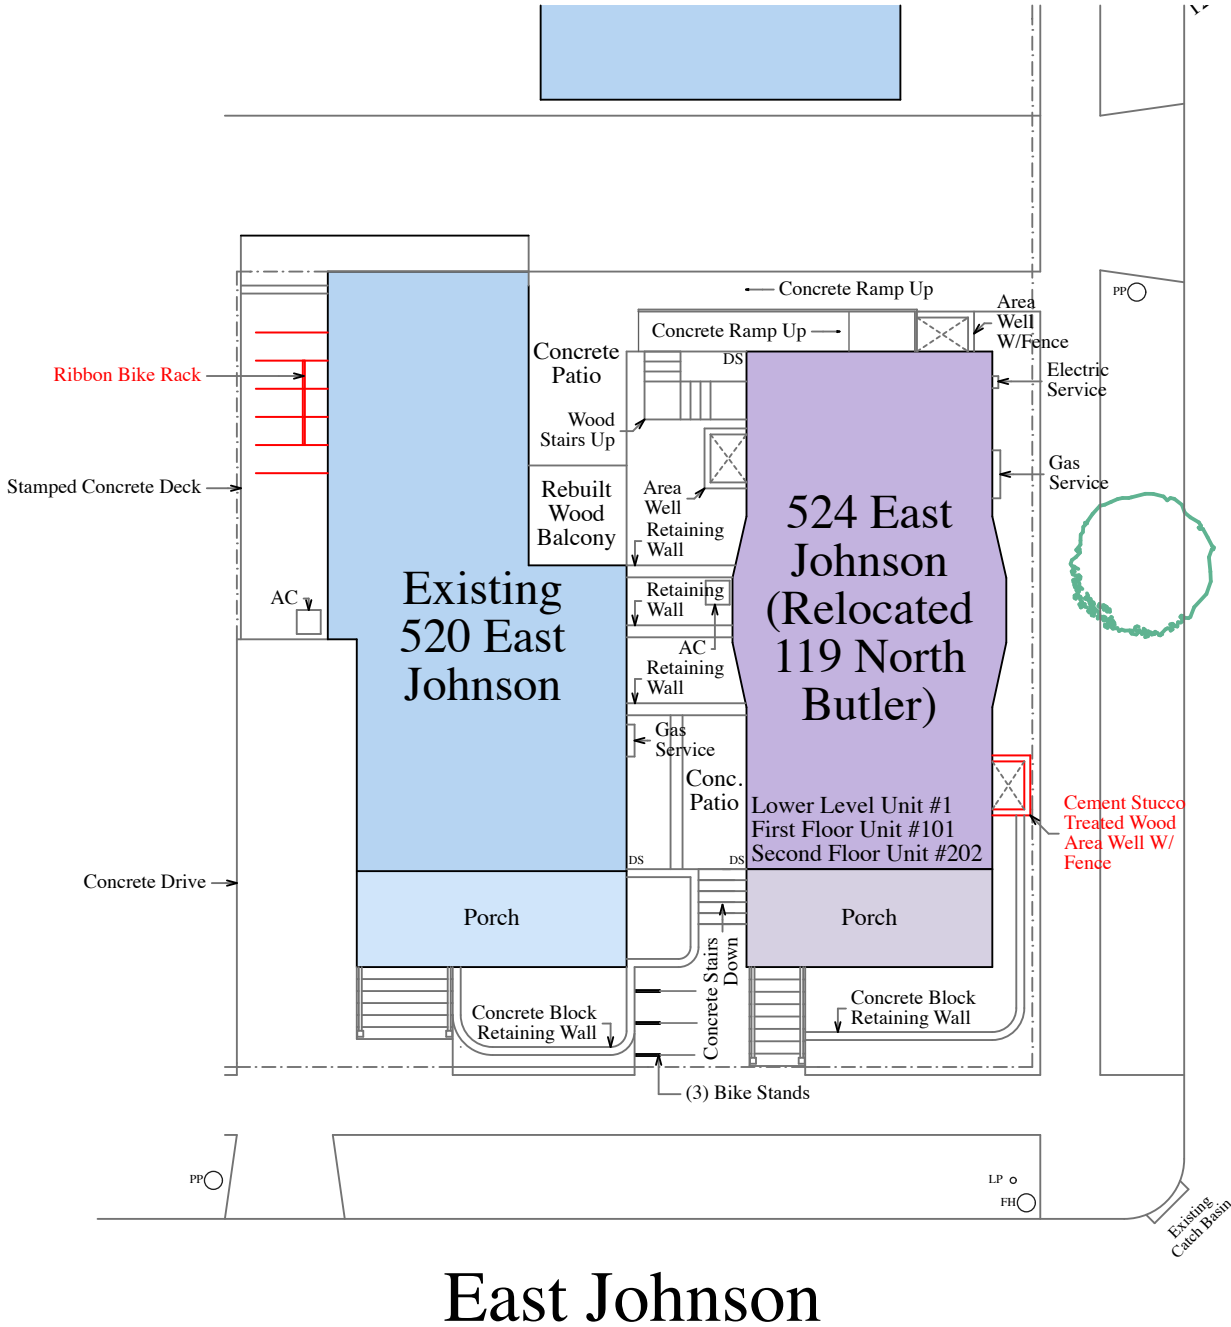 PP
Concrete Ramp Up
Area
Well
W/Fence
Concrete Ramp Up
DS
Concrete
Patio
Electric
Service
Ribbon Bike Rack
Wood
Stairs Up
Gas
Service
Stamped Concrete Deck
Rebuilt
Wood
Balcony
Area
Well
Retaining
Wall
524 East
Johnson
(Relocated
119 North
Butler)
Existing
520 East
Johnson
AC
Retaining
Wall
AC
Retaining
Wall
Gas
Service
Conc.
Patio
Lower Level Unit #1
First Floor Unit #101
Second Floor Unit #202
Cement Stucco
Treated Wood
Area Well W/
Fence
DS
DS
Concrete Drive
Porch
Porch
Concrete Stairs
Down
Concrete Block
Retaining Wall
Concrete Block
Retaining Wall
(3) Bike Stands
PP
LP
FH
Existing
Catch Basin
East Johnson